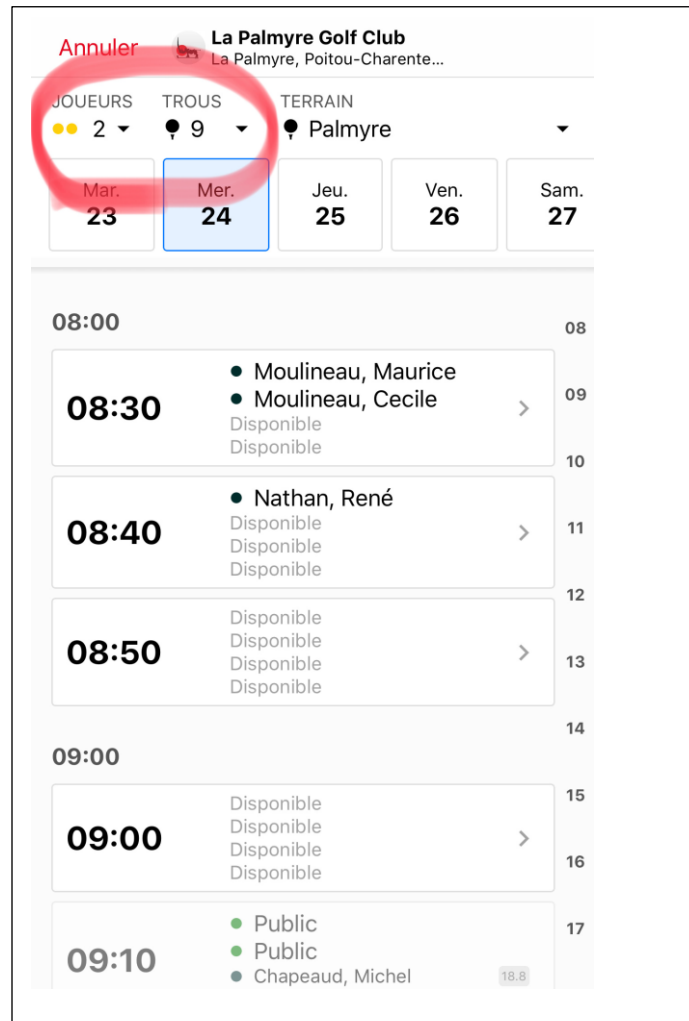 Annuler
La Palmyre Golf Club
La Palmyre, Poitou-Charente...
JOUEURS TROUS TERRAIN
2 9 Palmyre
Mar. Mer. Jeu. Ven. Sam.
23 24 25 26 27
08:00
08
08:30
Moulineau, Maurice
Moulineau, Cecile
Disponible
Disponible
09
10
08:40
Nathan, René
Disponible
Disponible
Disponible
11
12
08:50
Disponible
Disponible
Disponible
Disponible
13
14
09:00
15
09:00
Disponible
Disponible
Disponible
Disponible
16
17
09:10
Public
Public
Chapeaud, Michel 18.8